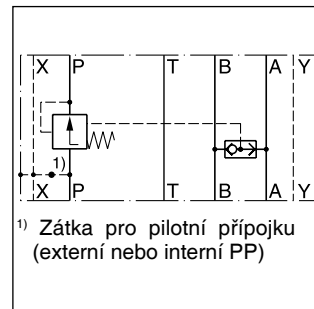 X P T B A Y
1)
X P T B A Y
1) Zátka pro pilotní přípojku
(externí nebo interní PP)